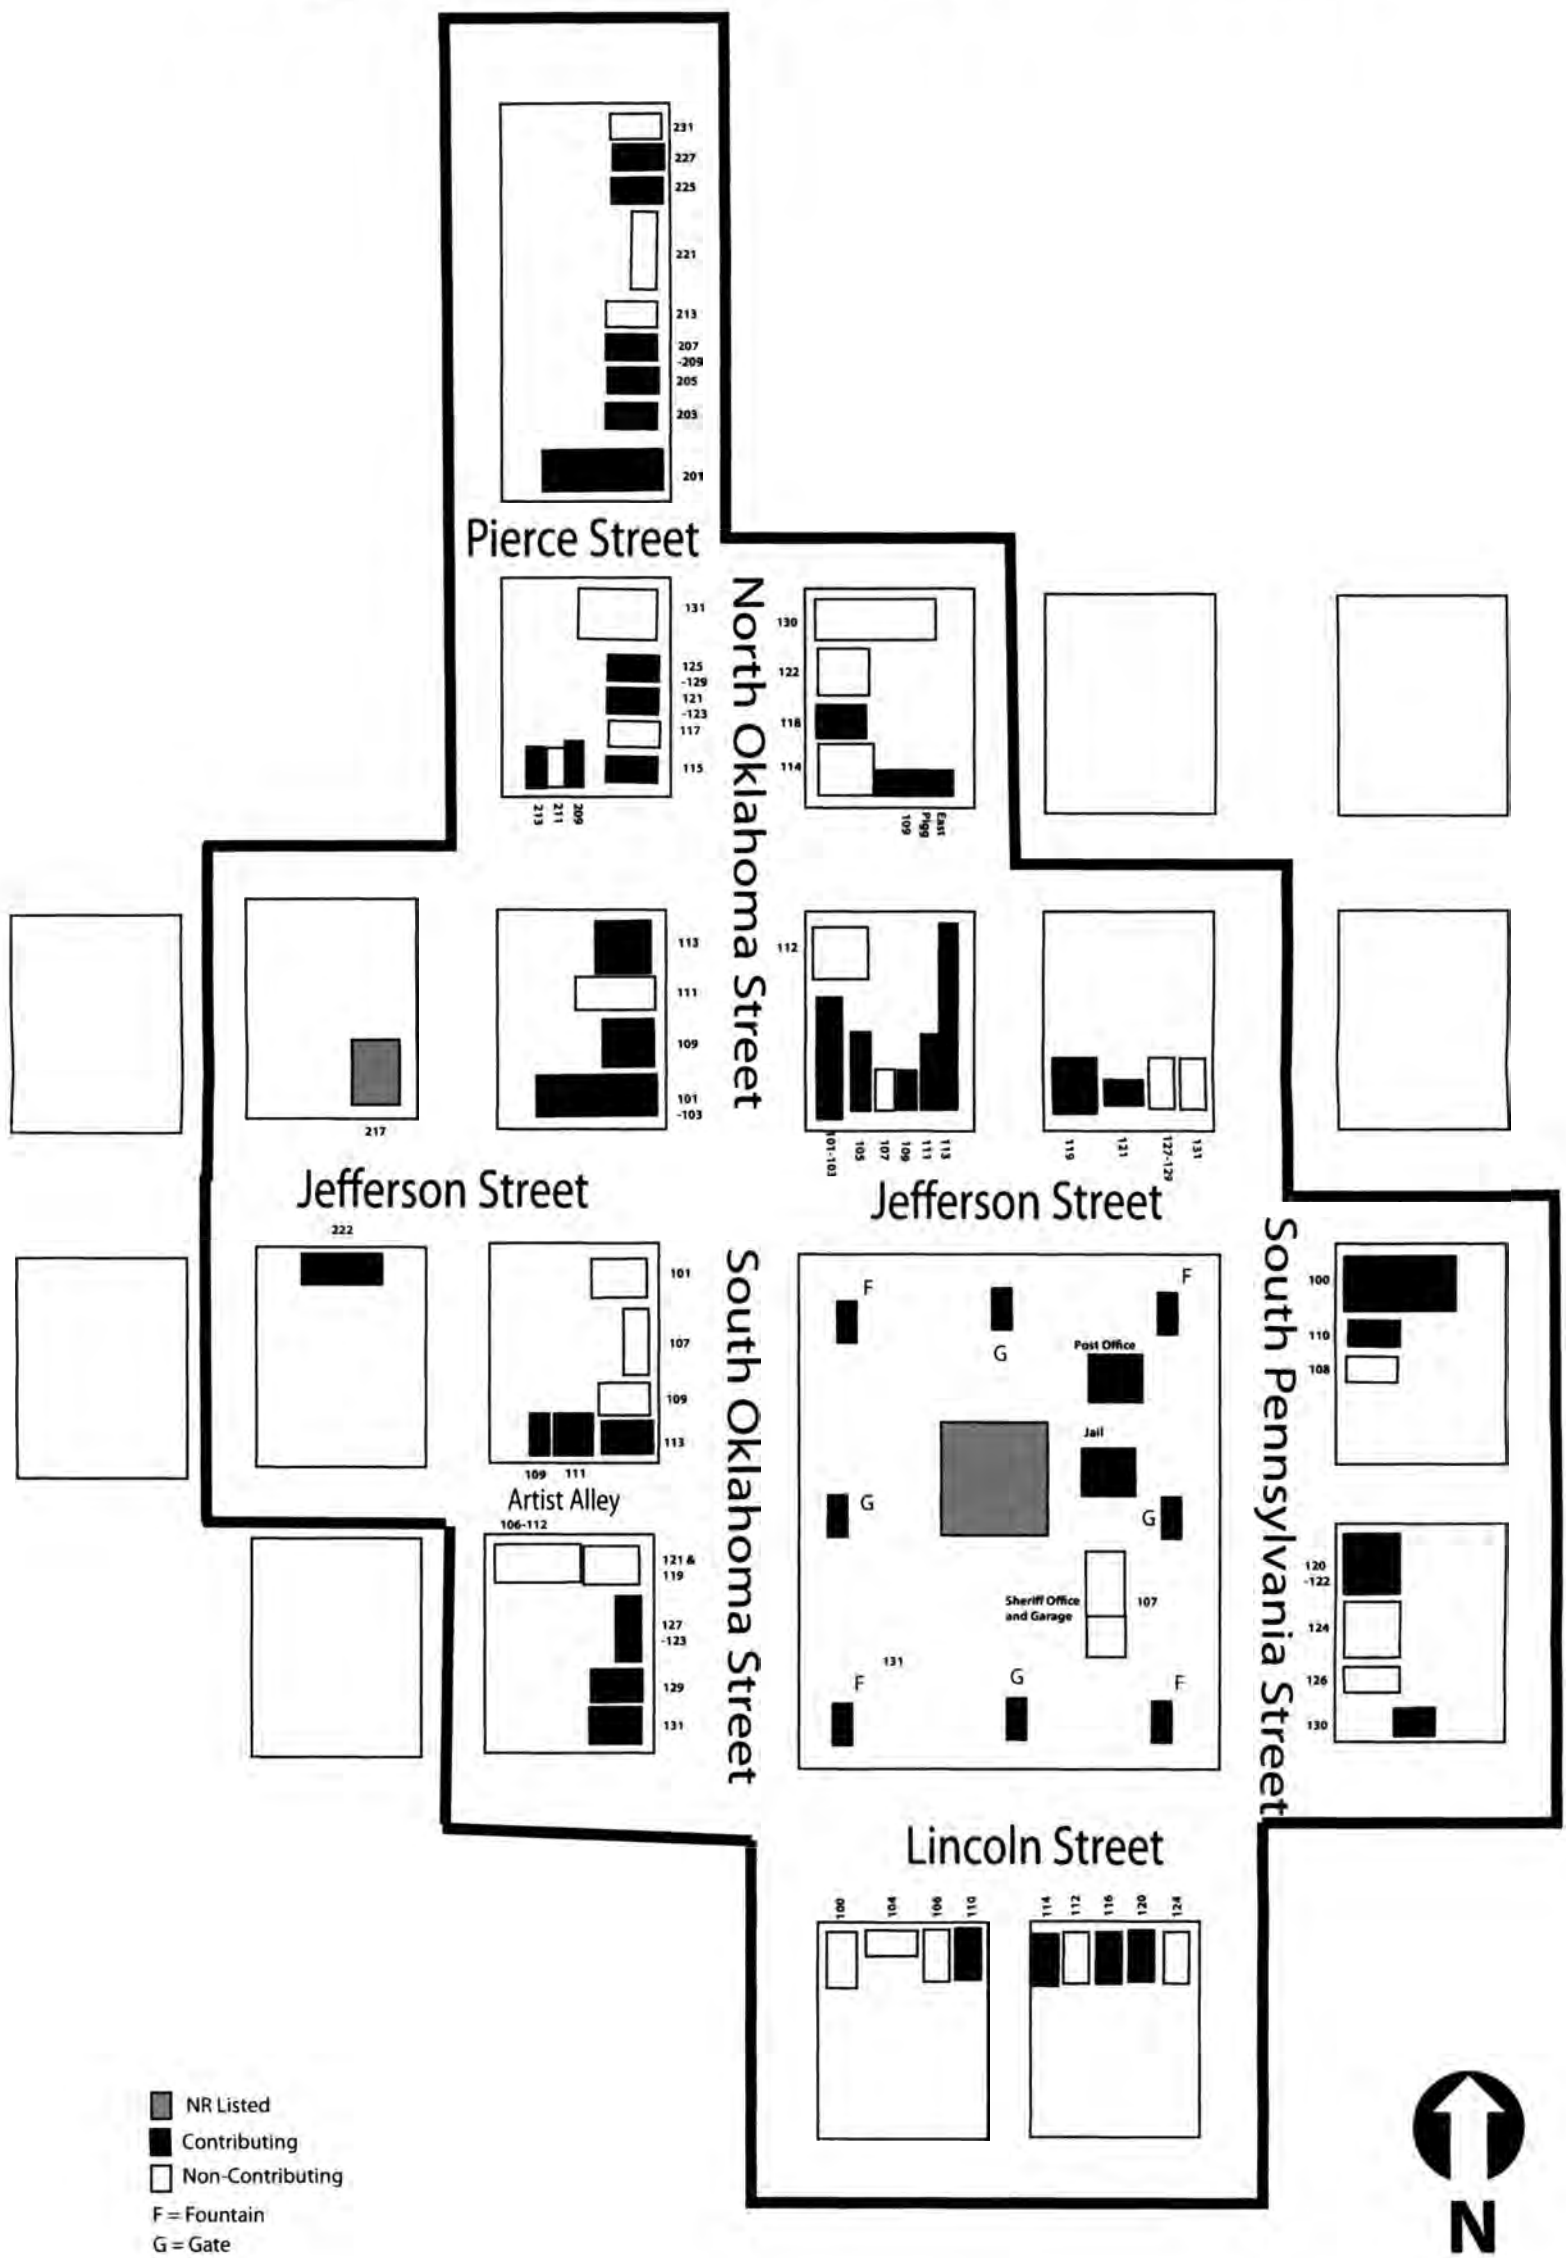 231
227
225
221
213
207
-209
205
203
201
Pierce Street
North Oklahoma Street
131
125
-129
121
-123
117
115
213
211
209
130
122
118
114
109
Pigg
East
113
111
109
101
-103
112
101-103
105
107
109
111
113
119
121
127-129
131
217
Jefferson Street
Jefferson Street
222
101
107
109
113
109
111
Artist Alley
106-112
121 &
119
127
-123
129
131
South Oklahoma Street
F
G
F
Post Office
Jail
G
G
Sheriff Office
and Garage
107
131
F
G
F
South Pennsylvania Street
100
110
108
120
-122
124
126
130
Lincoln Street
100
104
106
110
114
112
116
120
124
NR Listed
Contributing
Non-Contributing
F = Fountain
G = Gate
N